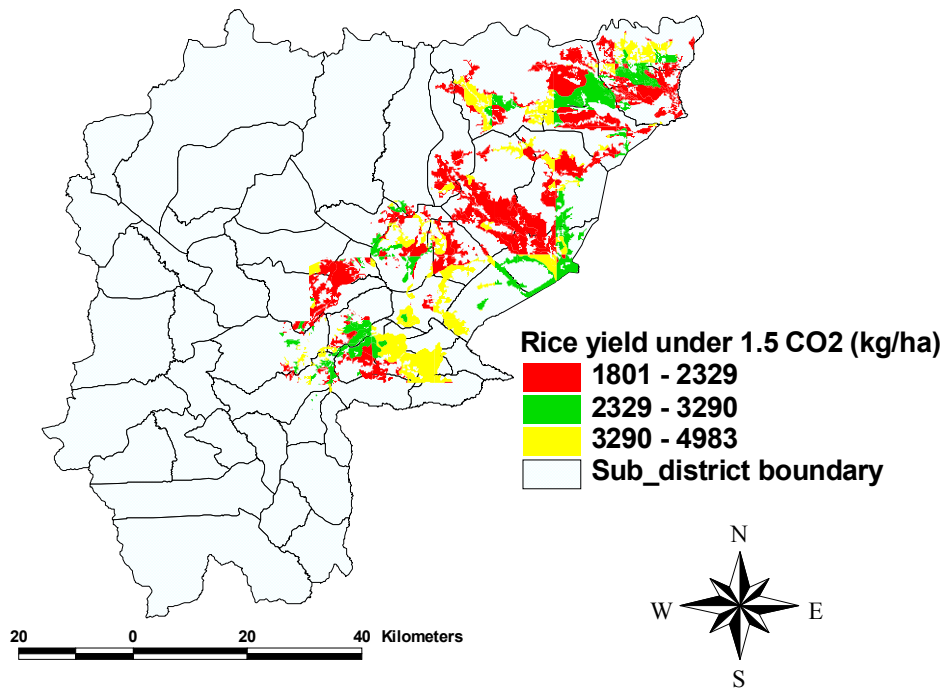 Rice yield under 1.5 CO2 (kg/ha)
1801 - 2329
2329 - 3290
3290 - 4983
Sub_district boundary
N
W E
S
20 0 20 40 Kilometers